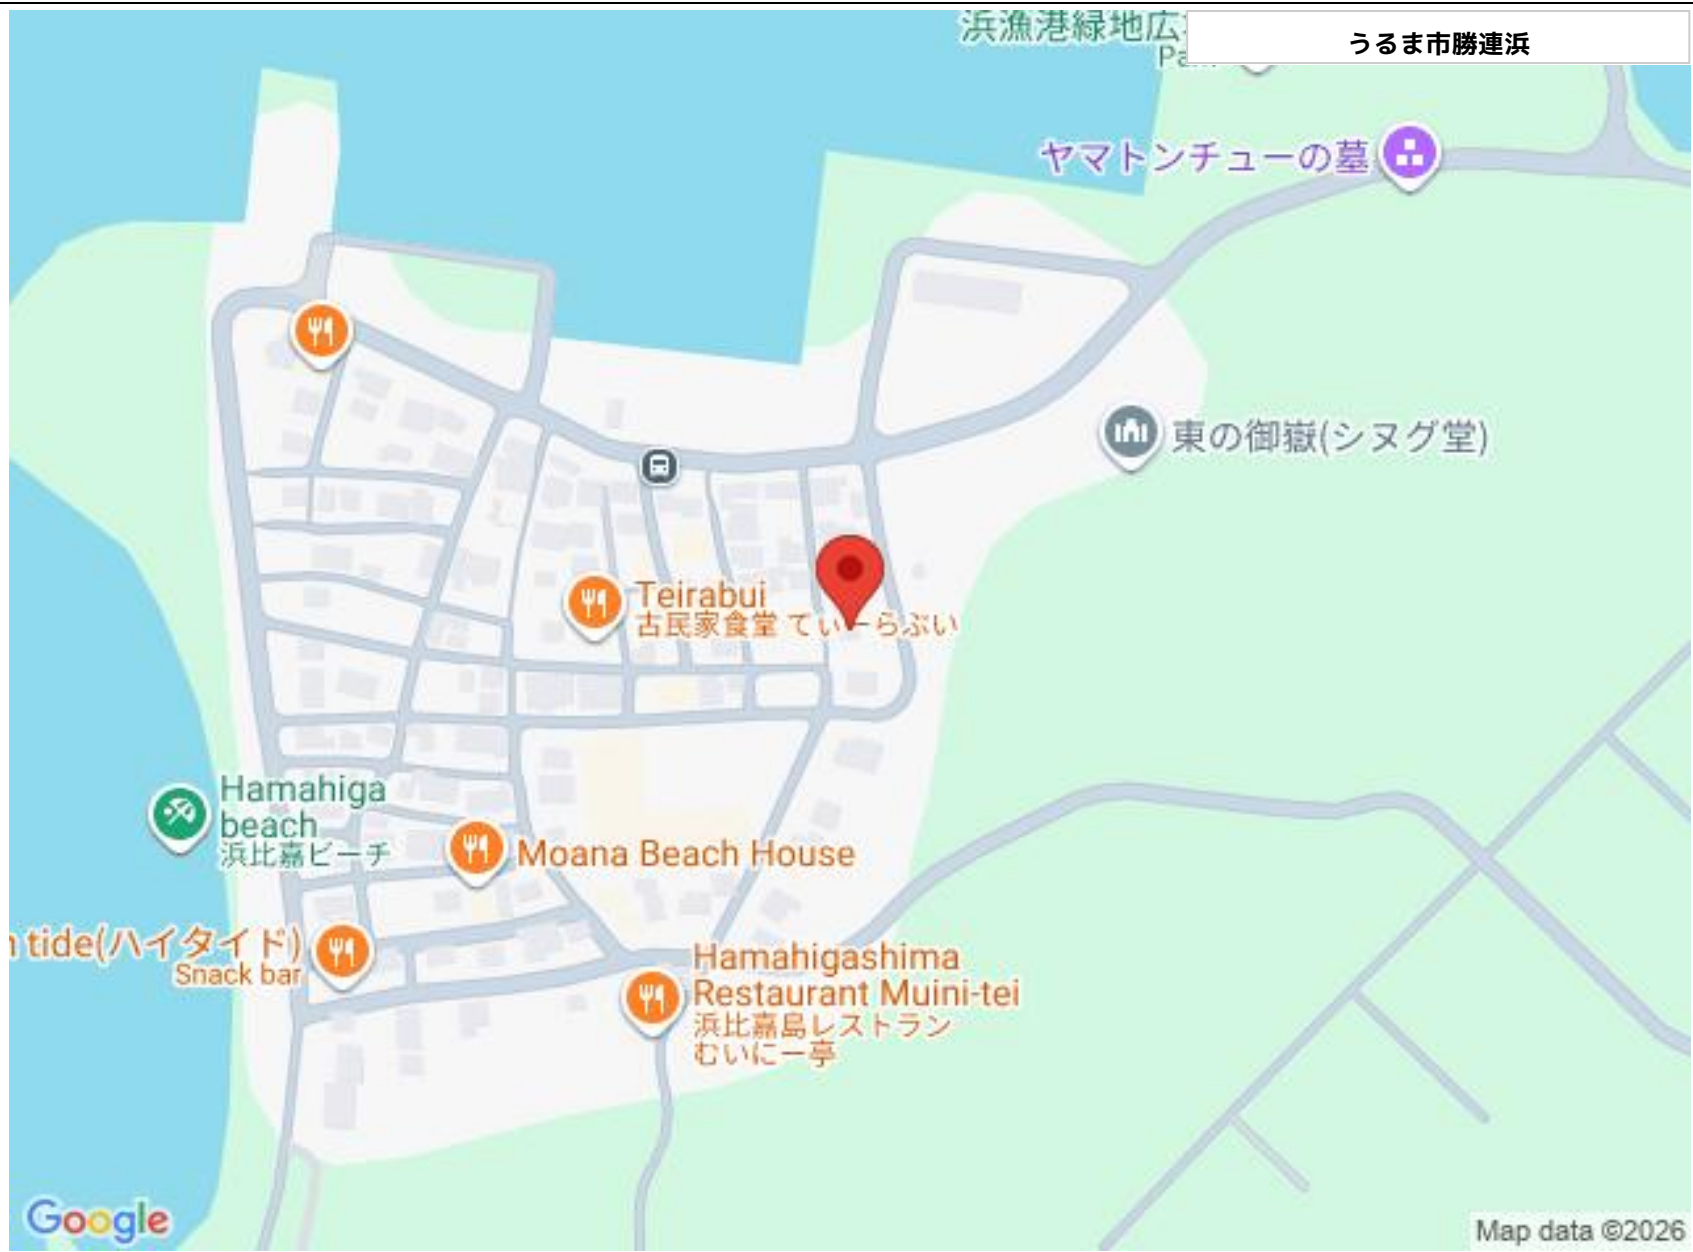 浜漁港緑地広
Pa
うるま市勝連浜
ヤマトンチューの墓
東の御嶽(シヌグ堂)
Teirabui
古民家食堂 てぃーらぶい
Hamahiga
beach
浜比嘉ビーチ
Moana Beach House
tide(ハイタイド)
Snack bar
Hamahigashima
Restaurant Muini-tei
浜比嘉島レストラン
むいにー亭
Google
Map data ©2026